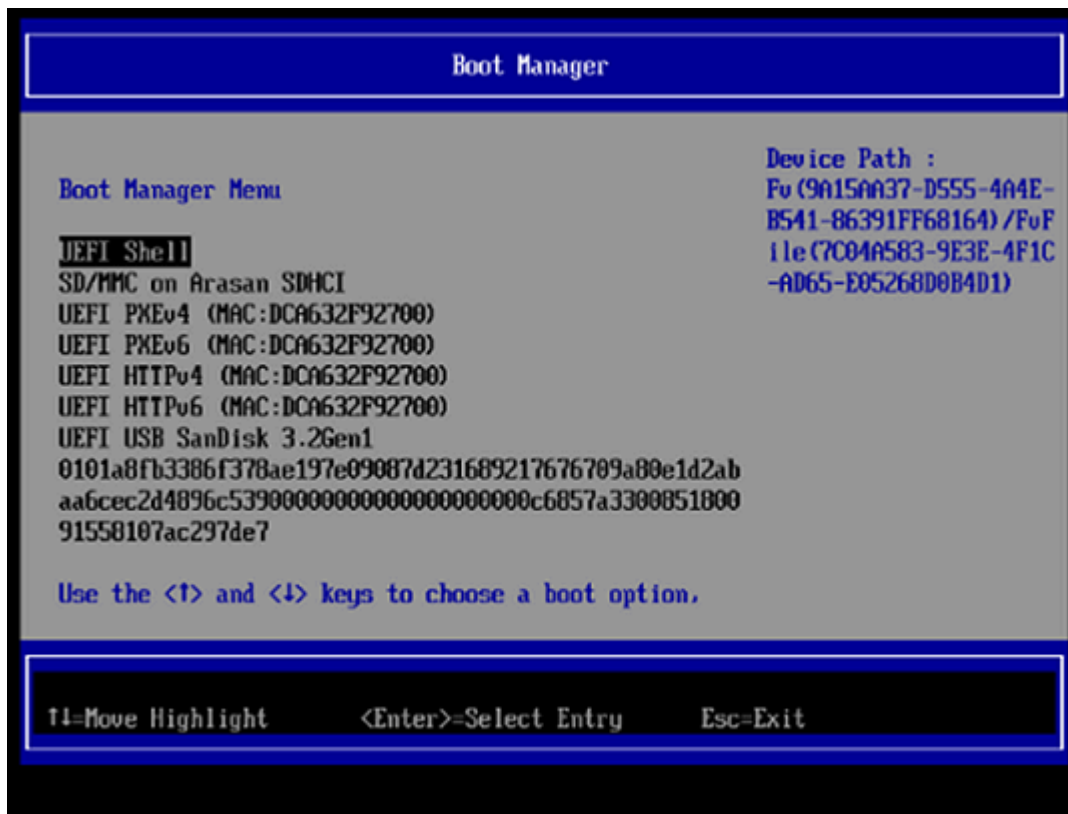 Boot Manager
Boot Manager Menu
UEFI Shell
SD/MMC on Arasan SDHCI
UEFI PXEv4 (MAC:DCA632F92700)
UEFI PXEv6 (MAC:DCA632F92700)
UEFI HTTPv4 (MAC:DCA632F92700)
UEFI HTTPv6 (MAC:DCA632F92700)
UEFI USB SanDisk 3.2Gen1
0101a8fb3386f378ae197e09087d231689217676709a80e1d2ab
aa6cec2d4896c53900000000000000000000c6857a3300851800
91558107ac297de7
Use the <↑> and <↓> keys to choose a boot option.
Device Path :
Fv(9A15AA37-D555-4A4E-
B541-86391FF68164)/FvF
ile(7C04A583-9E3E-4F1C
-AD65-E05268D0B4D1)
↑↓=Move Highlight <Enter>=Select Entry Esc=Exit